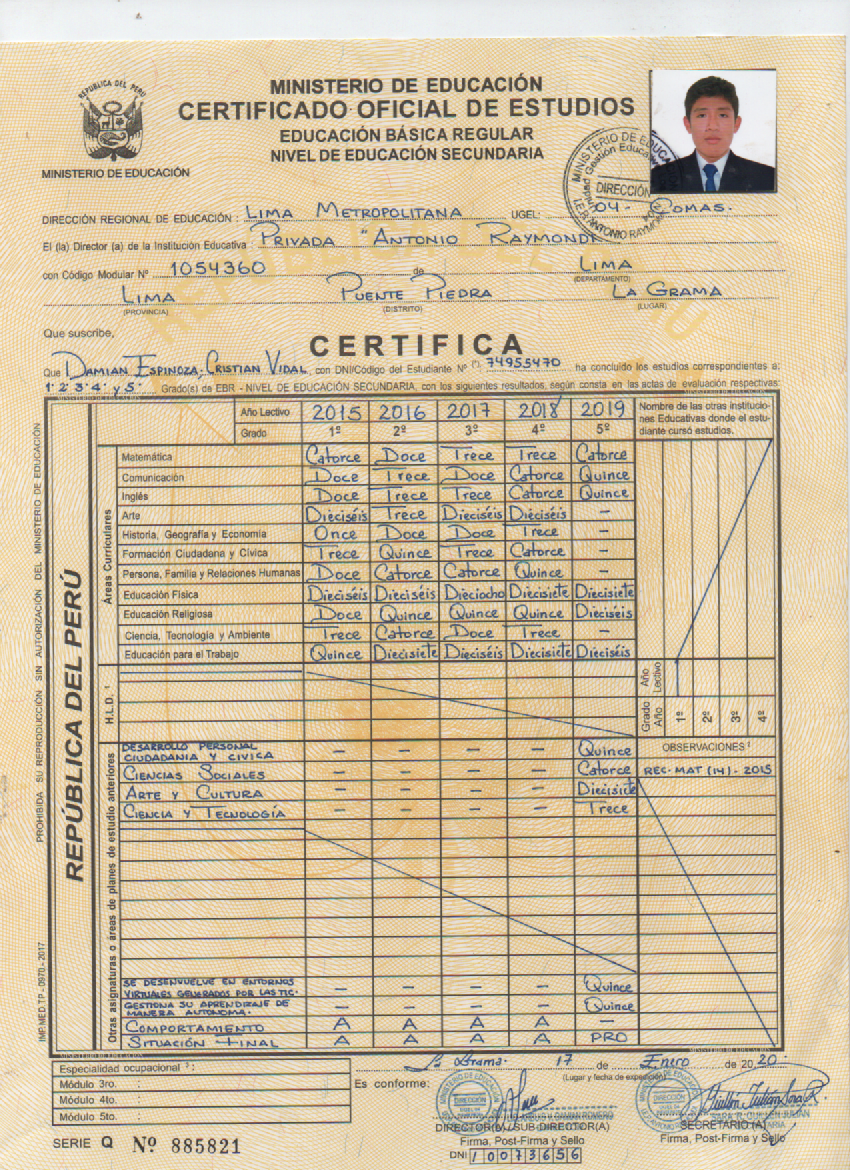 REPÚBLICA DEL PERÚ
MINISTERIO DE EDUCACIÓN
MINISTERIO DE EDUCACIÓN
CERTIFICADO OFICIAL DE ESTUDIOS
EDUCACIÓN BÁSICA REGULAR
NIVEL DE EDUCACIÓN SECUNDARIA
DIRECCIÓN REGIONAL DE EDUCACIÓN : LIMA METROPOLITANA UGEL: 04 - COMAS.
El (la) Director (a) de la Institución Educativa : PRIVADA "ANTONIO RAYMONDI
con Código Modular Nº 1054360 de LIMA
(DEPARTAMENTO)
LIMA PUENTE PIEDRA LA GRAMA
(PROVINCIA) (DISTRITO) (LUGAR)
Que suscribe,
CERTIFICA
Que DAMIAN ESPINOZA, CRISTIAN VIDAL, con DNI/Código del Estudiante Nº (*) 74955470 ha concluido los estudios correspondientes a:
1º 2º 3º 4º y 5º Grado(s) de EBR - NIVEL DE EDUCACIÓN SECUNDARIA, con los siguientes resultados, según consta en las actas de evaluación respectivas:
Año Lectivo 2015 2016 2017 2018 2019 Nombre de las otras instituciones Educativas donde el estudiante cursó estudios.
Grado 1º 2º 3º 4º 5º
Áreas Curriculares
Matemática Catorce Doce Trece Trece Catorce
Comunicación Doce Trece Doce Catorce Quince
Inglés Doce Trece Trece Catorce Quince
Arte Dieciséis Trece Dieciséis Dieciséis —
Historia, Geografía y Economía Once Doce Doce Trece —
Formación Ciudadana y Cívica Trece Quince Trece Catorce —
Persona, Familia y Relaciones Humanas Doce Catorce Catorce Quince —
Educación Física Dieciséis Dieciséis Dieciocho Diecisiete Diecisiete
Educación Religiosa Doce Quince Quince Quince Dieciséis
Ciencia, Tecnología y Ambiente Trece Catorce Doce Trece —
Educación para el Trabajo Quince Diecisiete Dieciséis Diecisiete Dieciséis
H.L.D. ¹
Año Lectivo
Grado Año 1º 2º 3º 4º
Otras asignaturas o áreas de planes de estudio anteriores
DESARROLLO PERSONAL CIUDADANIA Y CIVICA — — — — Quince OBSERVACIONES
CIENCIAS SOCIALES — — — — Catorce REC. MAT (14) - 2015
ARTE Y CULTURA — — — — Diecisiete
CIENCIA Y TECNOLOGÍA — — — — Trece
SE DESENVUELVE EN ENTORNOS VIRTUALES GENERADOS POR LAS TIC. — — — — Quince
GESTIONA SU APRENDIZAJE DE MANERA AUTONOMA. — — — — Quince
COMPORTAMIENTO A A A A —
SITUACIÓN FINAL A A A A PRO
REPÚBLICA DEL PERÚ
PROHIBIDA SU REPRODUCCIÓN SIN AUTORIZACIÓN DEL MINISTERIO DE EDUCACIÓN
IMP.MED.TP - 0970 - 2017
Especialidad ocupacional ³ :
Módulo 3ro.
Módulo 4to.
Módulo 5to.
La Grama. 17 de Enero de 2020.
(Lugar y fecha de expedición)
Es conforme:
DIRECTOR(A) / SUB-DIRECTOR(A)
Firma, Post-Firma y Sello
DNI 10073656
SECRETARIO (A)
Firma, Post-Firma y Sello
SERIE Q Nº 885821